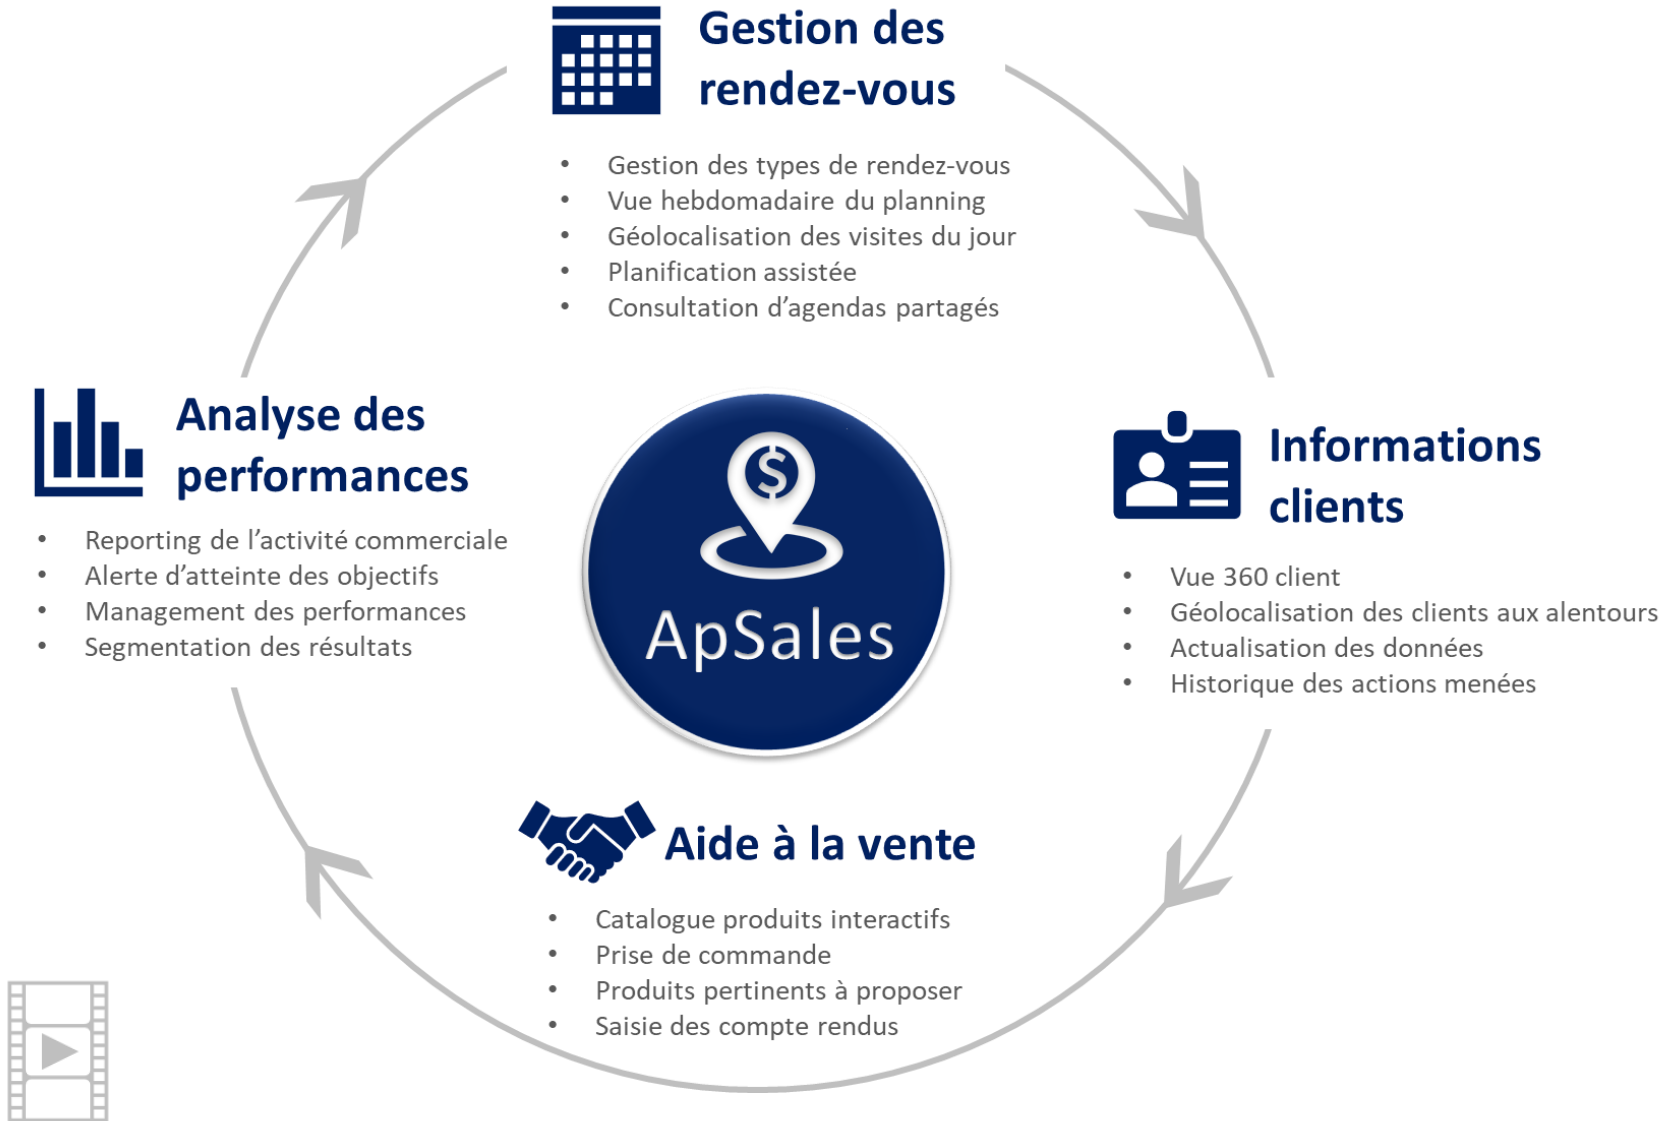 Gestion des
rendez-vous
• Gestion des types de rendez-vous
• Vue hebdomadaire du planning
• Géolocalisation des visites du jour
• Planification assistée
• Consultation d’agendas partagés
Analyse des
performances
• Reporting de l’activité commerciale
• Alerte d’atteinte des objectifs
• Management des performances
• Segmentation des résultats
$
ApSales
Informations
clients
• Vue 360 client
• Géolocalisation des clients aux alentours
• Actualisation des données
• Historique des actions menées
Aide à la vente
• Catalogue produits interactifs
• Prise de commande
• Produits pertinents à proposer
• Saisie des compte rendus